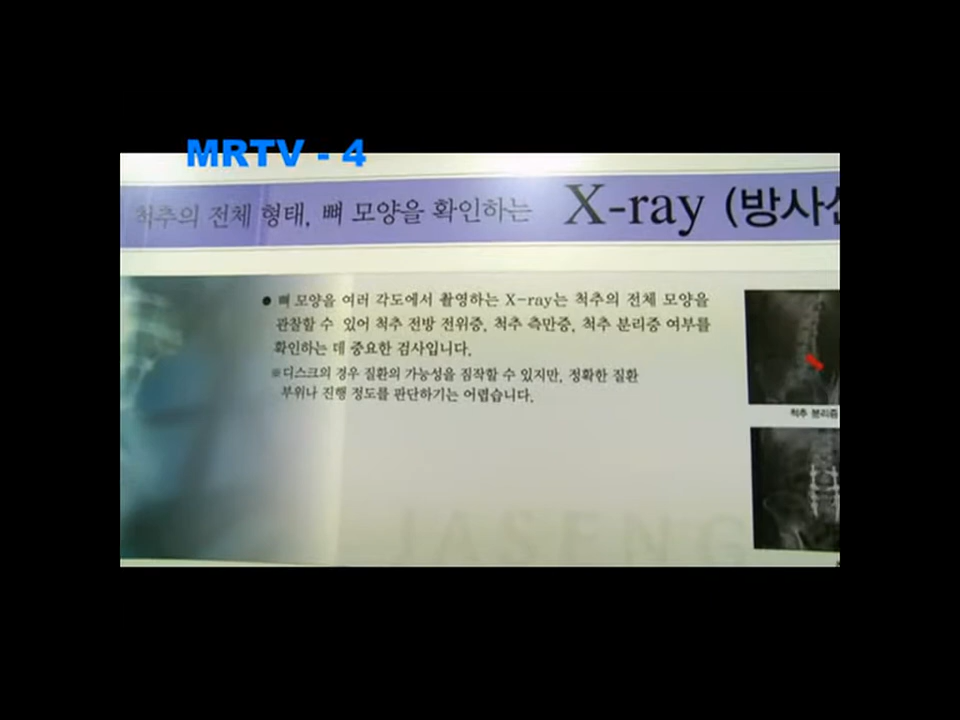 MRTV - 4
척추의 전체 형태, 뼈 모양을 확인하는 X-ray (방사선
● 뼈 모양을 여러 각도에서 촬영하는 X-ray는 척추의 전체 모양을
관찰할 수 있어 척추 전방 전위증, 척추 측만증, 척추 분리증 여부를
확인하는 데 중요한 검사입니다.
※디스크의 경우 질환의 가능성을 짐작할 수 있지만, 정확한 질환
부위나 진행 정도를 판단하기는 어렵습니다.
척추 분리증
JASENG